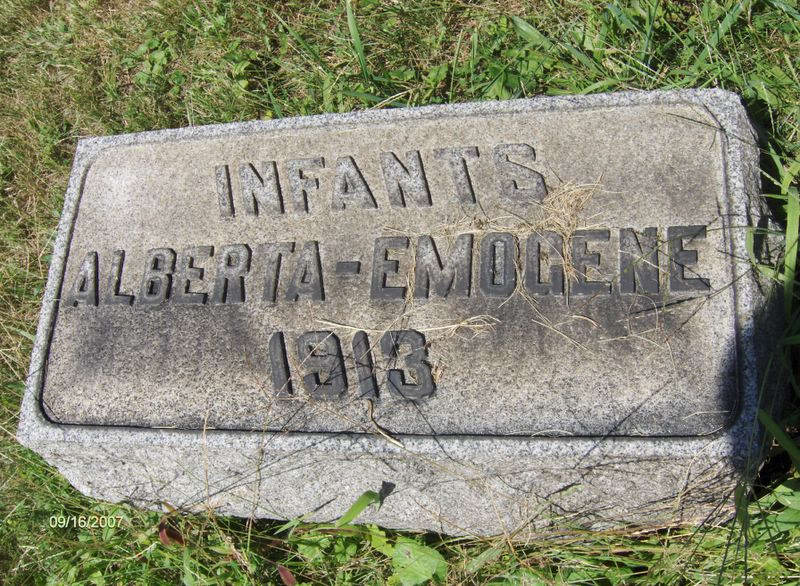 INFANTS
ALBERTA-EMOGENE
1913
09/16/2007